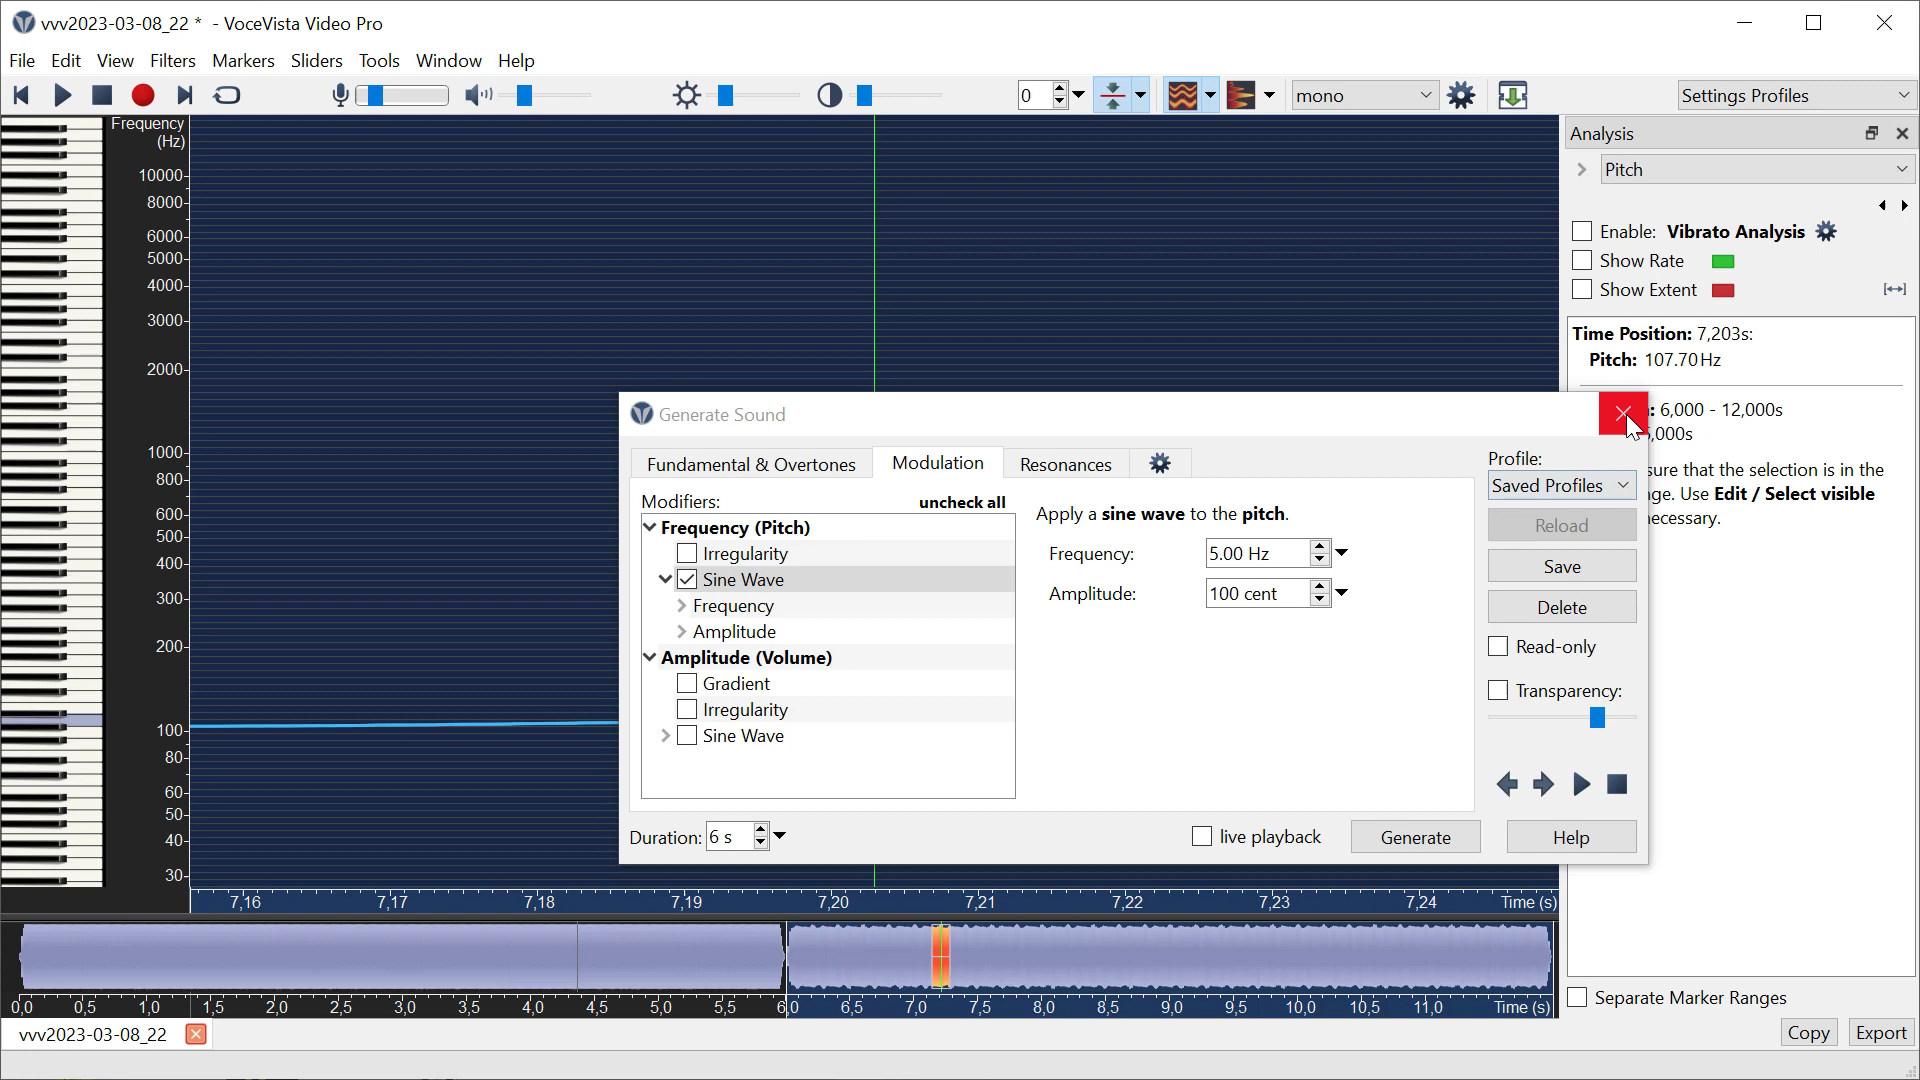 vvv2023-03-08_22 * - VoceVista Video Pro
File Edit View Filters Markers Sliders Tools Window Help
0 mono Settings Profiles
Frequency
(Hz)
10000
8000
6000
5000
4000
3000
2000
1000
800
600
500
400
300
200
100
80
60
50
40
30
7,16 7,17 7,18 7,19 7,20 7,21 7,22 7,23 7,24 Time (s)
0,0 0,5 1,0 1,5 2,0 2,5 3,0 3,5 4,0 4,5 5,0 5,5 6,0 6,5 7,0 7,5 8,0 8,5 9,0 9,5 10,0 10,5 11,0 Time (s)
vvv2023-03-08_22
Analysis
Pitch
Enable: Vibrato Analysis
Show Rate
Show Extent
Time Position: 7,203s:
Pitch: 107.70Hz
: 6,000 - 12,000s
,000s
sure that the selection is in the
ge. Use Edit / Select visible
ecessary.
Separate Marker Ranges
Copy Export
Generate Sound
Fundamental & Overtones Modulation Resonances
Modifiers: uncheck all
Frequency (Pitch)
Irregularity
Sine Wave
Frequency
Amplitude
Amplitude (Volume)
Gradient
Irregularity
Sine Wave
Apply a sine wave to the pitch.
Frequency: 5.00 Hz
Amplitude: 100 cent
Profile:
Saved Profiles
Reload
Save
Delete
Read-only
Transparency:
Duration: 6 s live playback Generate Help